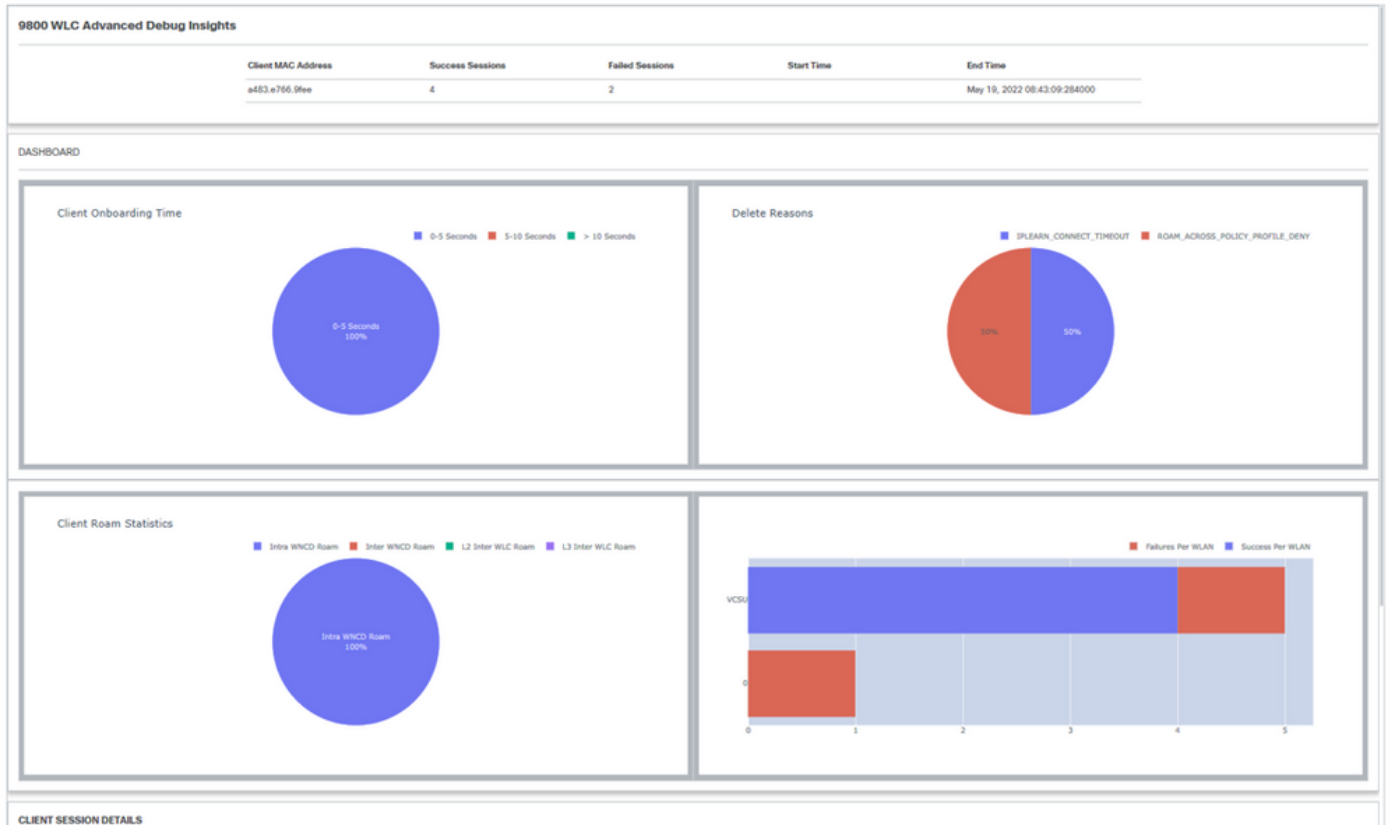 9800 WLC Advanced Debug Insights
Client MAC Address Success Sessions Failed Sessions Start Time End Time
a483.e766.9fee 4 2 May 19, 2022 08:43:09:284000
DASHBOARD
Client Onboarding Time
0-5 Seconds 5-10 Seconds > 10 Seconds
0-5 Seconds
100%
Delete Reasons
IPLEARN_CONNECT_TIMEOUT ROAM_ACROSS_POLICY_PROFILE_DENY
50% 50%
Client Roam Statistics
Intra WNCD Roam Inter WNCD Roam L2 Inter WLC Roam L3 Inter WLC Roam
Intra WNCD Roam
100%
Failures Per WLAN Success Per WLAN
VCSU
0
0 1 2 3 4 5
CLIENT SESSION DETAILS